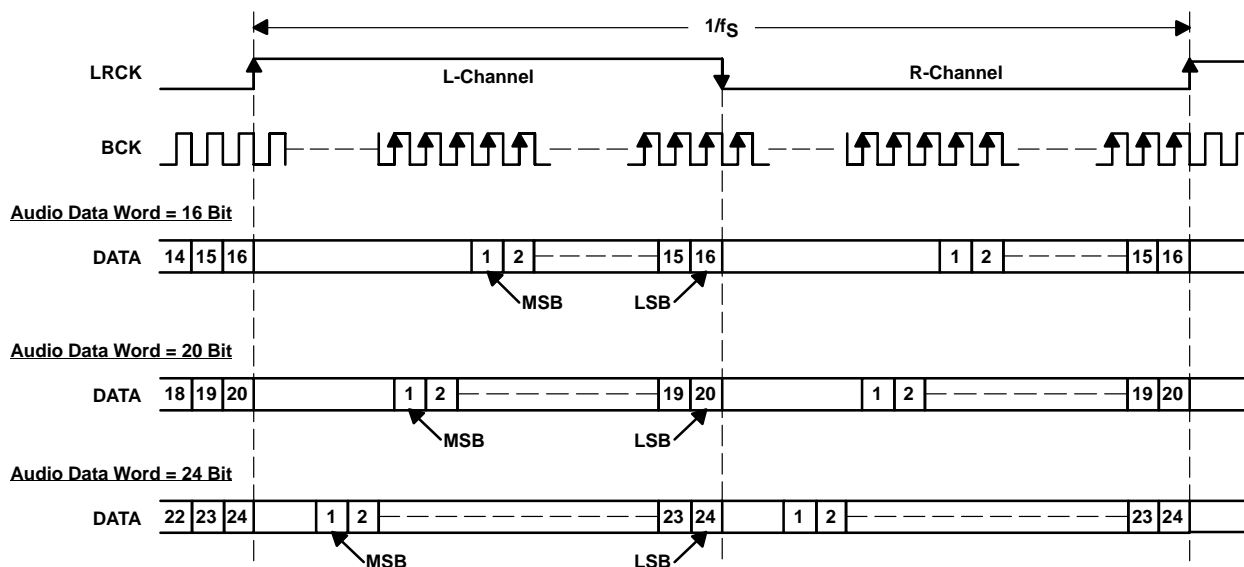 1/fS
LRCK L-Channel R-Channel
BCK
Audio Data Word = 16 Bit
DATA 14 15 16 1 2 15 16 1 2 15 16
MSB LSB
Audio Data Word = 20 Bit
DATA 18 19 20 1 2 19 20 1 2 19 20
MSB LSB
Audio Data Word = 24 Bit
DATA 22 23 24 1 2 23 24 1 2 23 24
MSB LSB